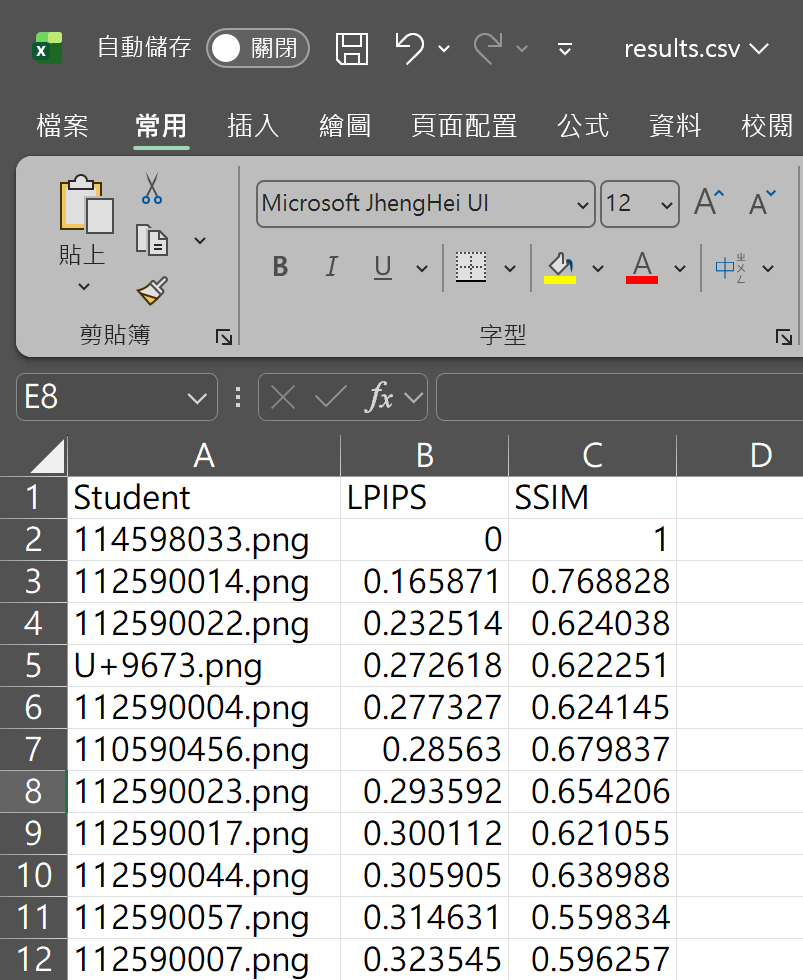 自動儲存 關閉 results.csv
檔案 常用 插入 繪圖 頁面配置 公式 資料 校閱
Microsoft JhengHei UI 12 A A
貼上 B I U A 中
剪貼簿 字型
E8 fx
A B C D
1 Student LPIPS SSIM
2 114598033.png 0 1
3 112590014.png 0.165871 0.768828
4 112590022.png 0.232514 0.624038
5 U+9673.png 0.272618 0.622251
6 112590004.png 0.277327 0.624145
7 110590456.png 0.28563 0.679837
8 112590023.png 0.293592 0.654206
9 112590017.png 0.300112 0.621055
10 112590044.png 0.305905 0.638988
11 112590057.png 0.314631 0.559834
12 112590007.png 0.323545 0.596257